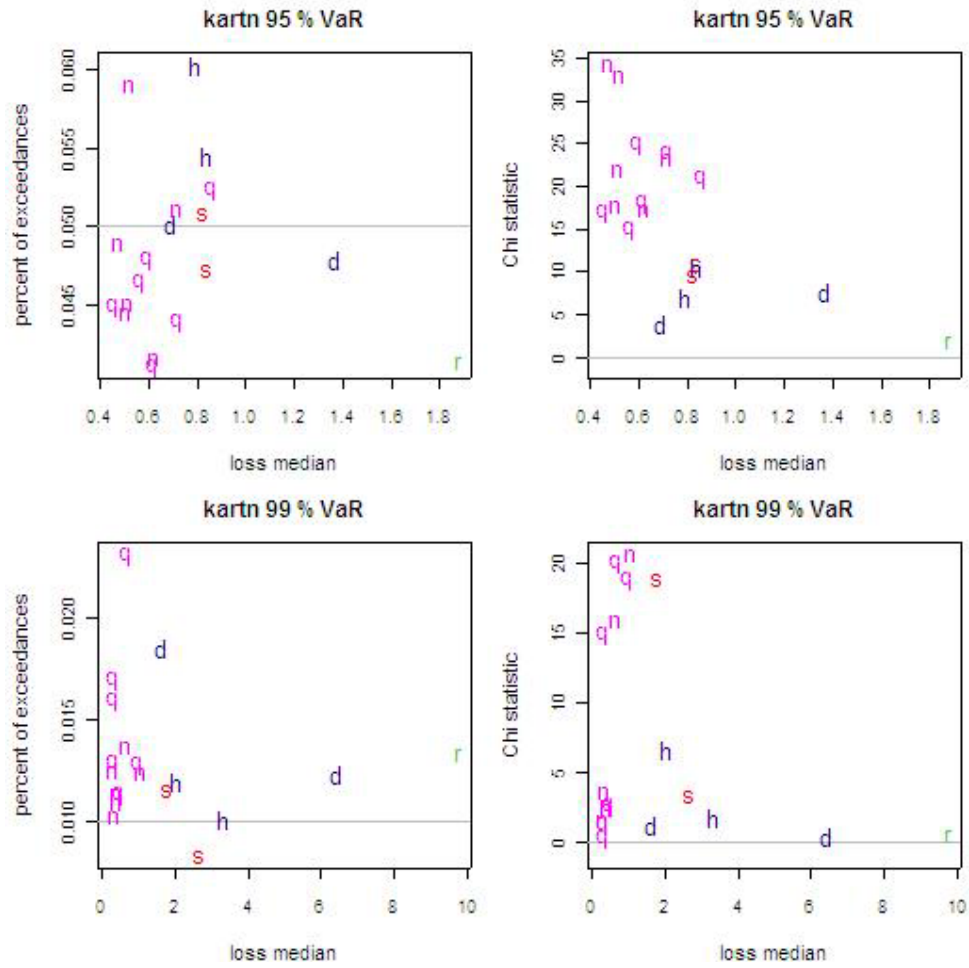 kartn 95 % VaR
percent of exceedances
0.060
0.055
0.050
0.045
n
h
h
q
n
s
d
n
q
s
d
q
q
n
n
q
n
q
r
0.4 0.6 0.8 1.0 1.2 1.4 1.6 1.8
loss median
kartn 95 % VaR
Chi statistic
35
30
25
20
15
10
5
0
n
n
q
q
q
n
q
q
q
n
n
q
s
h
s
h
d
d
r
0.4 0.6 0.8 1.0 1.2 1.4 1.6 1.8
loss median
kartn 99 % VaR
percent of exceedances
0.020
0.015
0.010
q
d
q
q
n
q
q
n
n
r
d
h
s
n
h
s
0 2 4 6 8 10
loss median
kartn 99 % VaR
Chi statistic
20
15
10
5
0
n
q
q
s
n
q
h
n
s
q
h
d
q
d
r
0 2 4 6 8 10
loss median